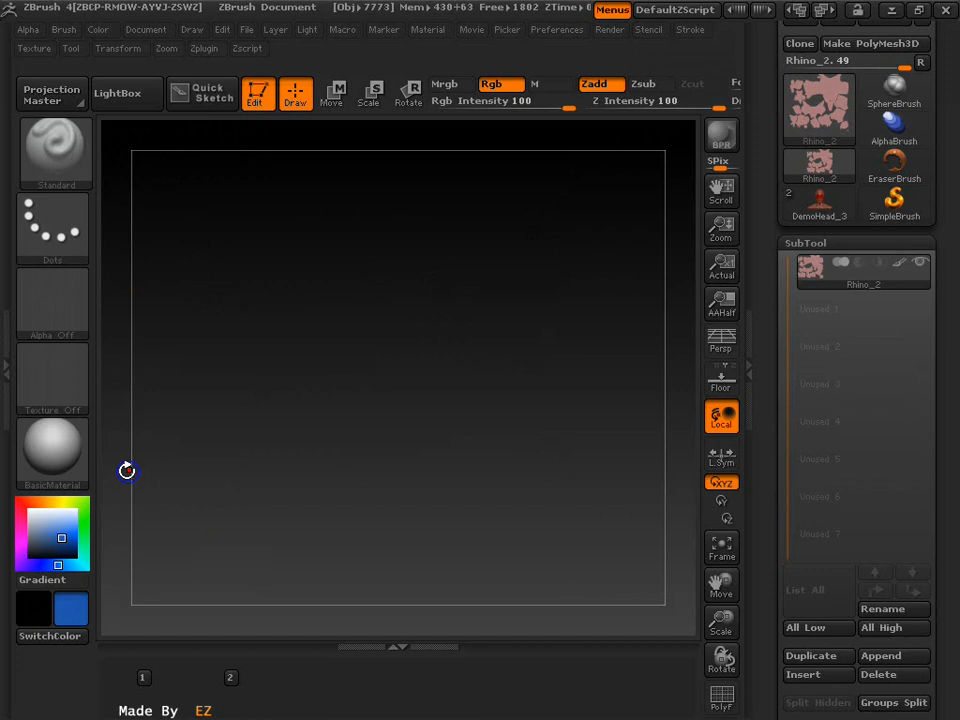 ZBrush 4[ZBCP-RMOW-AYVJ-ZSWZ] ZBrush Document [Obj▸7773] Mem▸430+63 Free▸1802 ZTime▸ Menus DefaultZScript
Alpha Brush Color Document Draw Edit File Layer Light Macro Marker Material Movie Picker Preferences Render Stencil Stroke
Texture Tool Transform Zoom Zplugin Zscript
Clone Make PolyMesh3D
Rhino_2. 49 R
Projection Master
LightBox
Quick Sketch
Edit Draw Move Scale Rotate
Mrgb Rgb M Zadd Zsub Zcut
Rgb Intensity 100 Z Intensity 100
Standard
Dots
Alpha Off
Texture Off
BasicMaterial
Gradient
SwitchColor
BPR
SPix
Scroll
Zoom
Actual
AAHalf
Persp
Floor
Local
L.Sym
XYZ
Y
Z
Frame
Move
Scale
Rotate
PolyF
Rhino_2 SphereBrush
AlphaBrush
Rhino_2 EraserBrush
2
DemoHead_3 SimpleBrush
SubTool
Rhino_2
Unused 1
Unused 2
Unused 3
Unused 4
Unused 5
Unused 6
Unused 7
List All
Rename
All Low All High
Duplicate Append
Insert Delete
Split Hidden Groups Split
1 2
Made By EZ